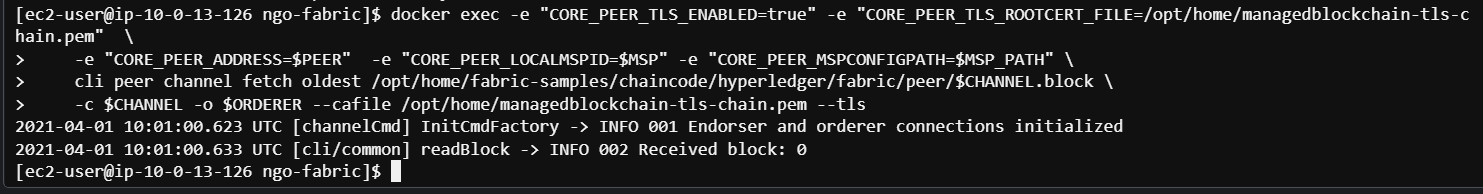 [ec2-user@ip-10-0-13-126 ngo-fabric]$ docker exec -e "CORE_PEER_TLS_ENABLED=true" -e "CORE_PEER_TLS_ROOTCERT_FILE=/opt/home/managedblockchain-tls-c
hain.pem"  \
>     -e "CORE_PEER_ADDRESS=$PEER"  -e "CORE_PEER_LOCALMSPID=$MSP" -e "CORE_PEER_MSPCONFIGPATH=$MSP_PATH" \
>     cli peer channel fetch oldest /opt/home/fabric-samples/chaincode/hyperledger/fabric/peer/$CHANNEL.block \
>     -c $CHANNEL -o $ORDERER --cafile /opt/home/managedblockchain-tls-chain.pem --tls
2021-04-01 10:01:00.623 UTC [channelCmd] InitCmdFactory -> INFO 001 Endorser and orderer connections initialized
2021-04-01 10:01:00.633 UTC [cli/common] readBlock -> INFO 002 Received block: 0
[ec2-user@ip-10-0-13-126 ngo-fabric]$